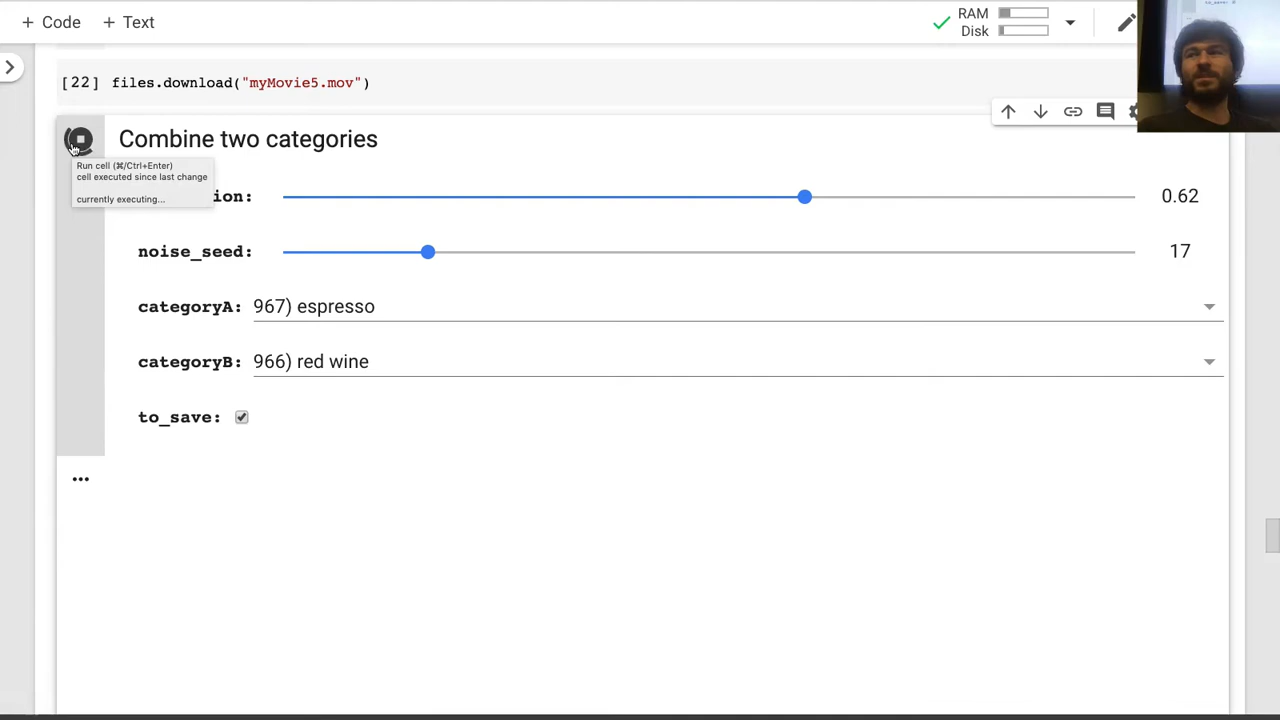 + Code + Text
RAM
Disk
[22] files.download("myMovie5.mov")
Combine two categories
Run cell (⌘/Ctrl+Enter)
cell executed since last change
currently executing...
ion: 0.62
noise_seed: 17
categoryA: 967) espresso
categoryB: 966) red wine
to_save:
...